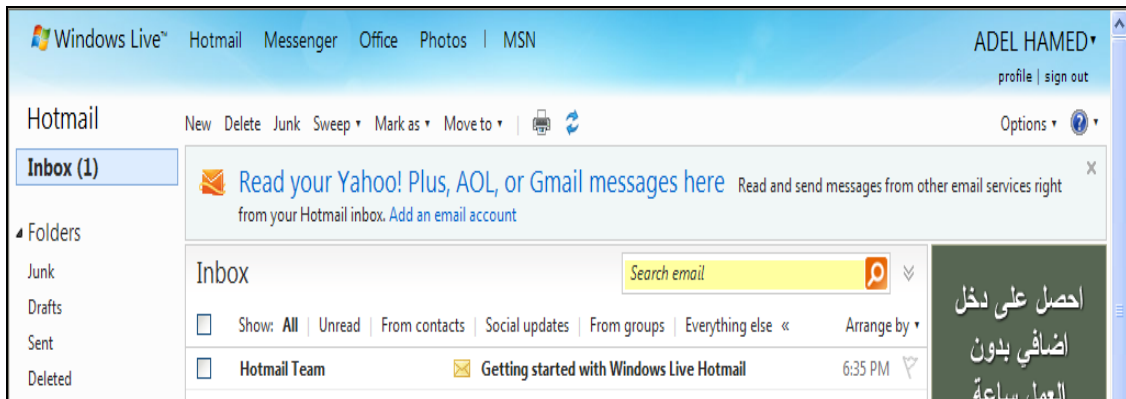 Windows Live™ Hotmail Messenger Office Photos | MSN ADEL HAMED
profile | sign out
Hotmail
New Delete Junk Sweep Mark as Move to Options
Inbox (1)
Read your Yahoo! Plus, AOL, or Gmail messages here Read and send messages from other email services right
from your Hotmail inbox. Add an email account
Folders
Junk
Drafts
Sent
Deleted
Inbox Search email
Show: All | Unread | From contacts | Social updates | From groups | Everything else « Arrange by
Hotmail Team Getting started with Windows Live Hotmail 6:35 PM
احصل على دخل
اضافي بدون
العمل ساعة